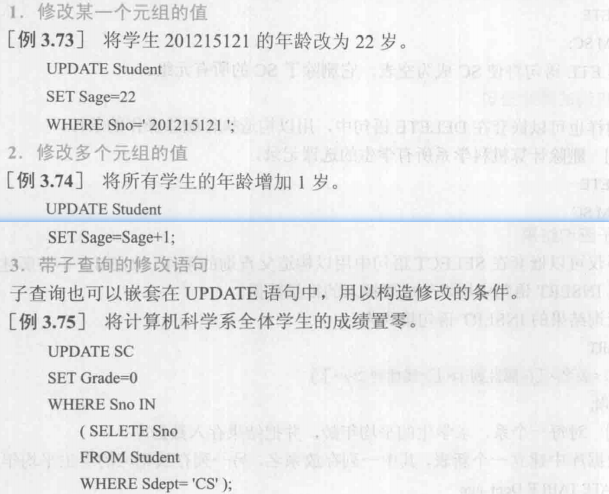 1．修改某一个元组的值
［例 3.73］ 将学生 201215121 的年龄改为 22 岁。
UPDATE Student
SET Sage=22
WHERE Sno=' 201215121 ';
2．修改多个元组的值
［例 3.74］ 将所有学生的年龄增加 1 岁。
UPDATE Student
SET Sage=Sage+1;
3．带子查询的修改语句
子查询也可以嵌套在 UPDATE 语句中，用以构造修改的条件。
［例 3.75］ 将计算机科学系全体学生的成绩置零。
UPDATE SC
SET Grade=0
WHERE Sno IN
( SELETE Sno
FROM Student
WHERE Sdept= 'CS' );